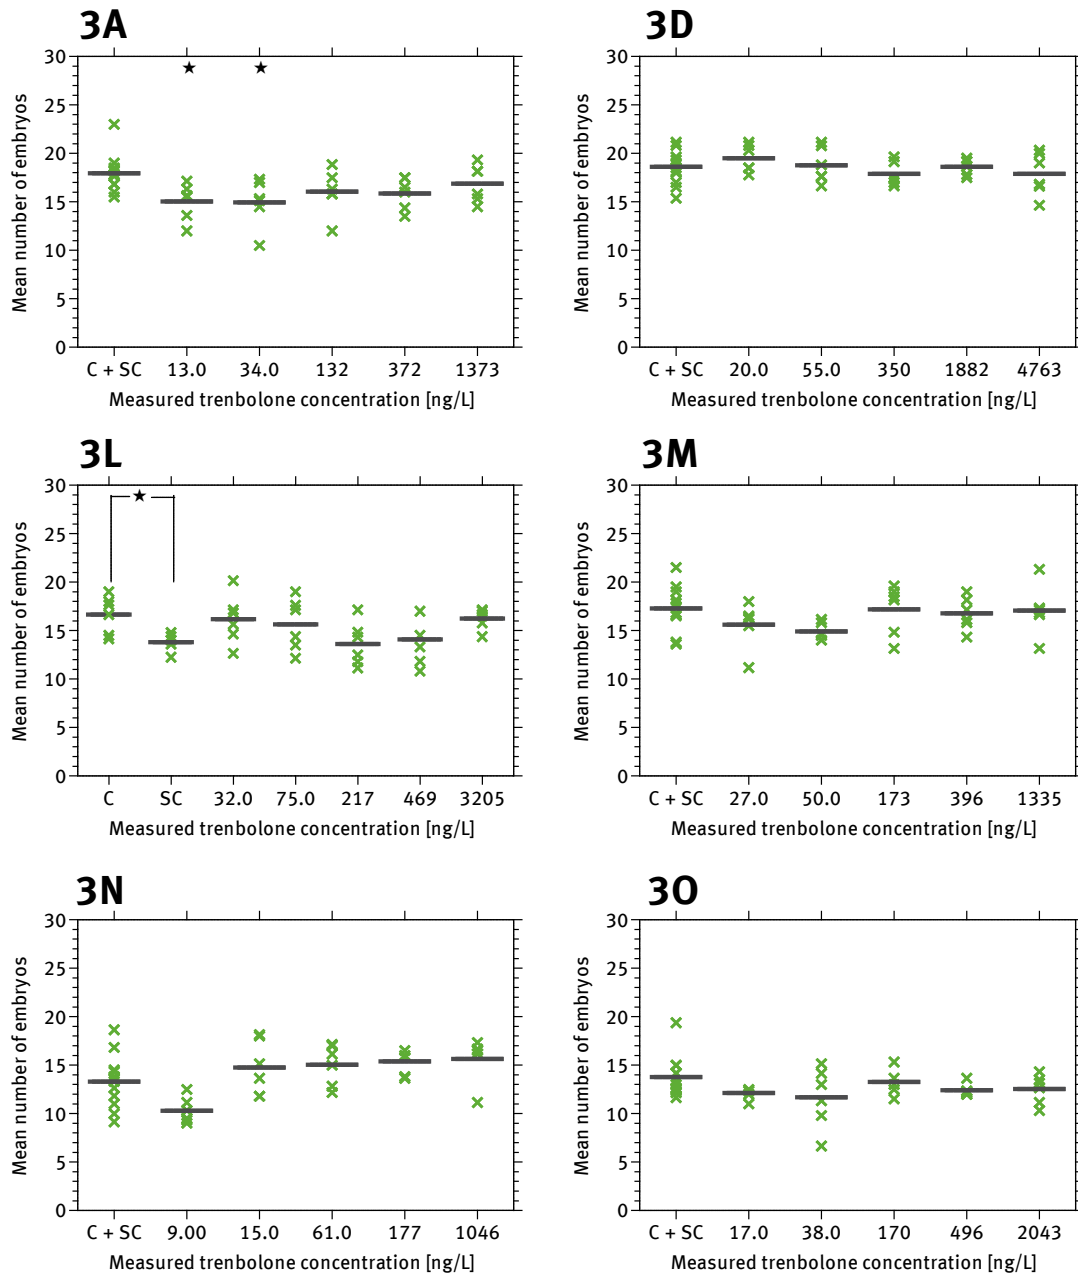 3A
30
25
20
15
10
5
0
Mean number of embryos
★ ★
C + SC 13.0 34.0 132 372 1373
Measured trenbolone concentration [ng/L]
3D
30
25
20
15
10
5
0
Mean number of embryos
C + SC 20.0 55.0 350 1882 4763
Measured trenbolone concentration [ng/L]
3L
30
25
20
15
10
5
0
Mean number of embryos
★
C SC 32.0 75.0 217 469 3205
Measured trenbolone concentration [ng/L]
3M
30
25
20
15
10
5
0
Mean number of embryos
C + SC 27.0 50.0 173 396 1335
Measured trenbolone concentration [ng/L]
3N
30
25
20
15
10
5
0
Mean number of embryos
C + SC 9.00 15.0 61.0 177 1046
Measured trenbolone concentration [ng/L]
3O
30
25
20
15
10
5
0
Mean number of embryos
C + SC 17.0 38.0 170 496 2043
Measured trenbolone concentration [ng/L]